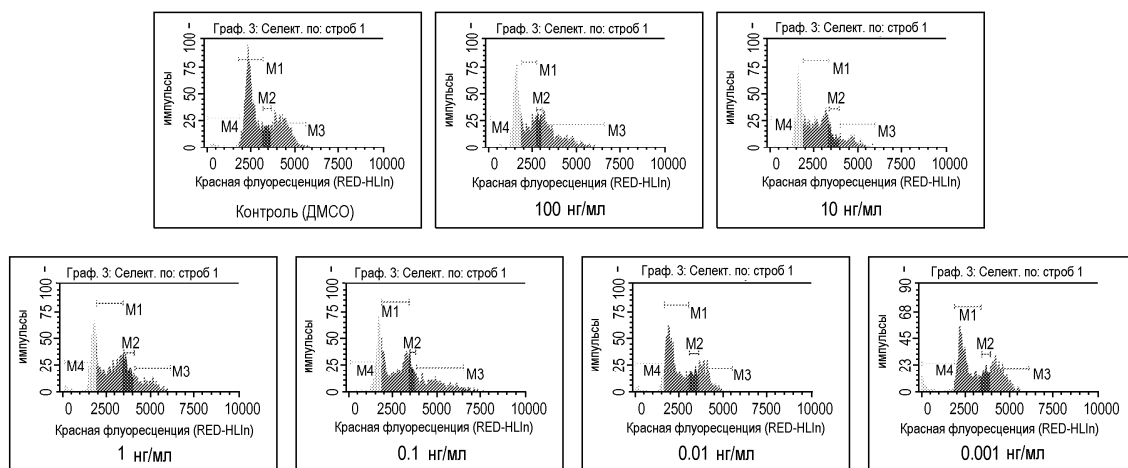 Граф. 3: Селект. по: строб 1
импульсы
100
75
50
25
0
M1
M2
M3
M4
0 2500 5000 7500 10000
Красная флуоресценция (RED-HLIn)
Контроль (ДМСО)
Граф. 3: Селект. по: строб 1
импульсы
100
75
50
25
0
M1
M2
M3
M4
0 2500 5000 7500 10000
Красная флуоресценция (RED-HLIn)
100 нг/мл
Граф. 3: Селект. по: строб 1
импульсы
100
75
50
25
0
M1
M2
M3
M4
0 2500 5000 7500 10000
Красная флуоресценция (RED-HLIn)
10 нг/мл
Граф. 3: Селект. по: строб 1
импульсы
100
75
50
25
0
M1
M2
M3
M4
0 2500 5000 7500 10000
Красная флуоресценция (RED-HLIn)
1 нг/мл
Граф. 3: Селект. по: строб 1
импульсы
100
75
50
25
0
M1
M2
M3
M4
0 2500 5000 7500 10000
Красная флуоресценция (RED-HLIn)
0.1 нг/мл
Граф. 3: Селект. по: строб 1
импульсы
100
75
50
25
0
M1
M2
M3
M4
0 2500 5000 7500 10000
Красная флуоресценция (RED-HLIn)
0.01 нг/мл
Граф. 3: Селект. по: строб 1
импульсы
90
68
45
22
0
M1
M2
M3
M4
0 2500 5000 7500 10000
Красная флуоресценция (RED-HLIn)
0.001 нг/мл